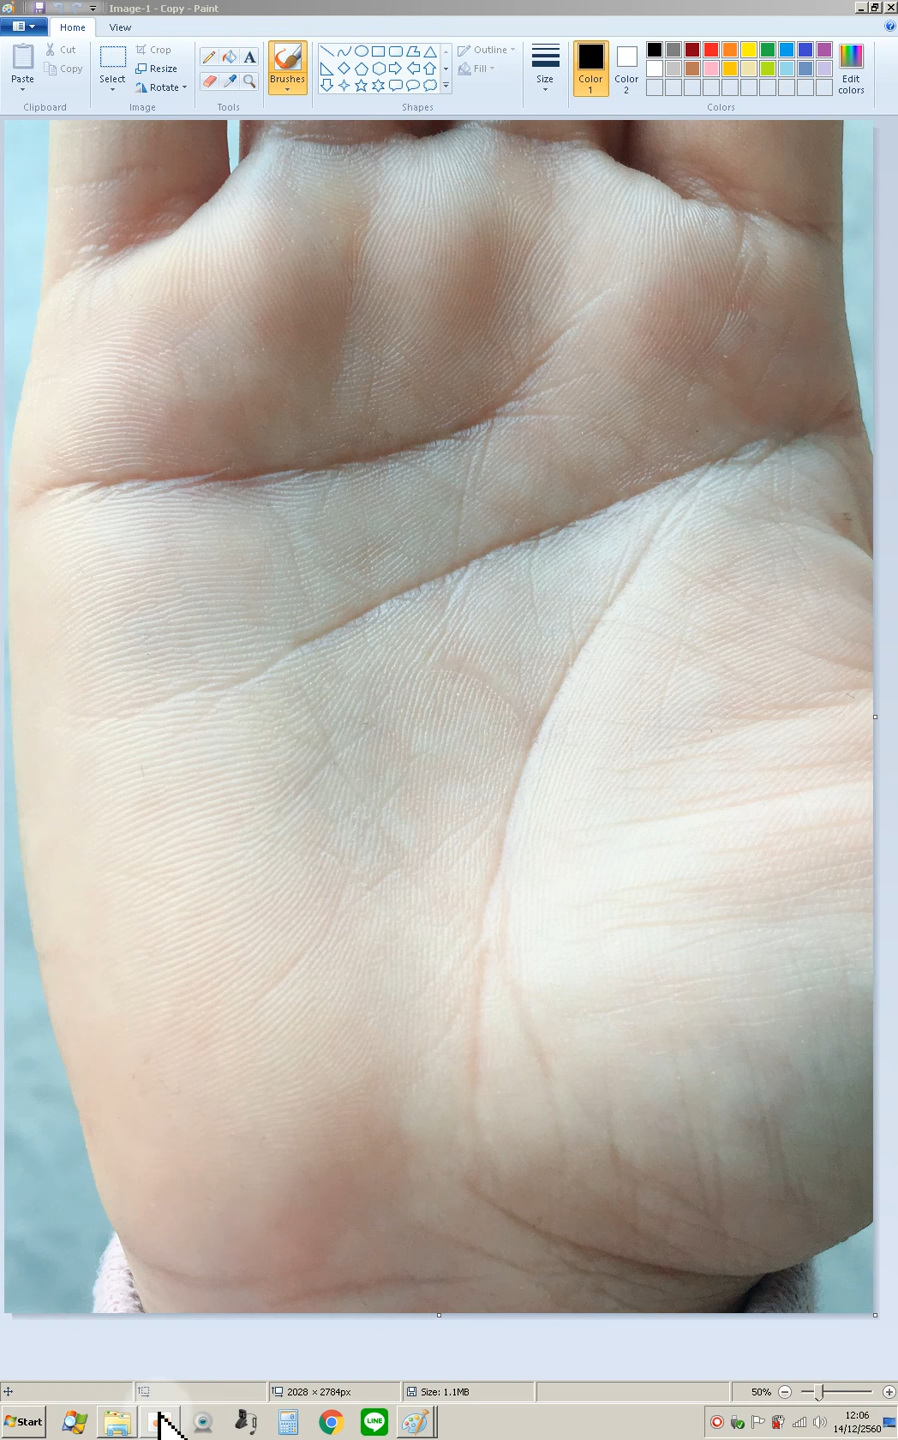 Image-1 - Copy - Paint
Home
View
Paste
Cut
Copy
Clipboard
Select
Crop
Resize
Rotate
Image
A
Tools
Brushes
Outline
Fill
Shapes
Size
Color
1
Color
2
Edit
colors
Colors
2028 × 2784px
Size: 1.1MB
50%
Start
LINE
12:06
14/12/2560